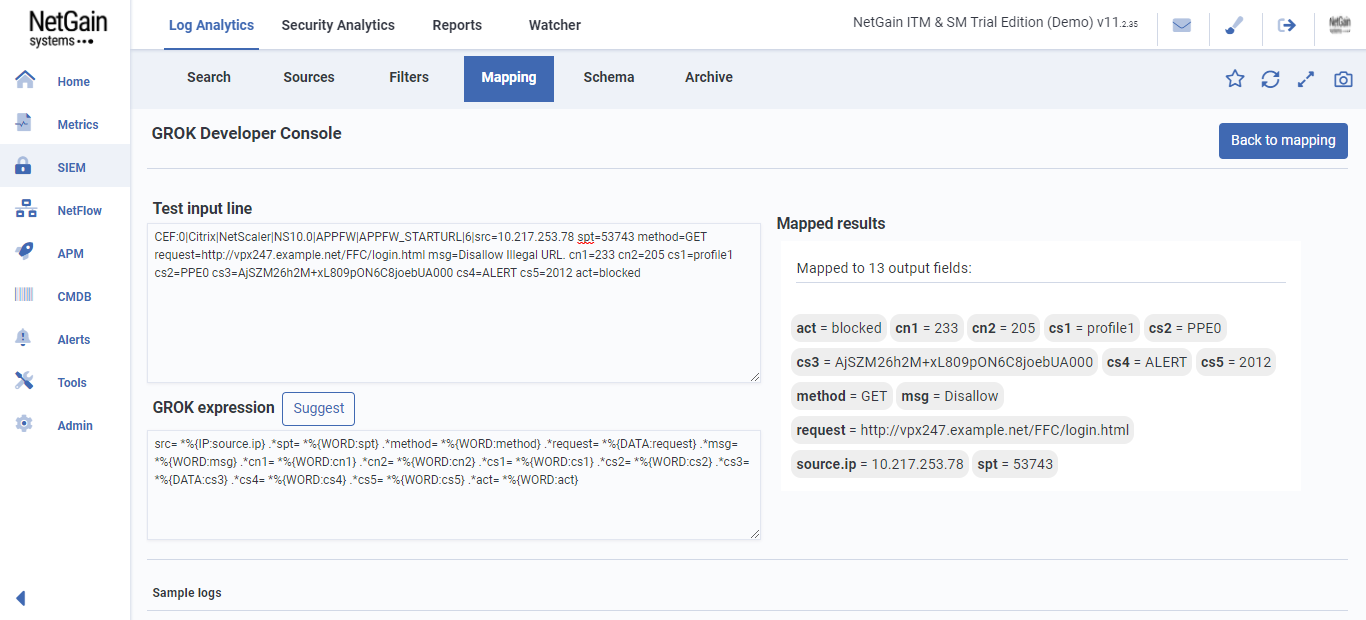 NetGain
systems
Log Analytics
Security Analytics
Reports
Watcher
NetGain ITM & SM Trial Edition (Demo) v11.2.35
NetGain
Home
Metrics
SIEM
NetFlow
APM
CMDB
Alerts
Tools
Admin
Search
Sources
Filters
Mapping
Schema
Archive
GROK Developer Console
Back to mapping
Test input line
CEF:0|Citrix|NetScaler|NS10.0|APPFW|APPFW_STARTURL|6|src=10.217.253.78 spt=53743 method=GET
request=http://vpx247.example.net/FFC/login.html msg=Disallow Illegal URL. cn1=233 cn2=205 cs1=profile1
cs2=PPE0 cs3=AjSZM26h2M+xL809pON6C8joebUA000 cs4=ALERT cs5=2012 act=blocked
GROK expression
Suggest
src= *%{IP:source.ip} .*spt= *%{WORD:spt} .*method= *%{WORD:method} .*request= *%{DATA:request} .*msg=
*%{WORD:msg} .*cn1= *%{WORD:cn1} .*cn2= *%{WORD:cn2} .*cs1= *%{WORD:cs1} .*cs2= *%{WORD:cs2} .*cs3=
*%{DATA:cs3} .*cs4= *%{WORD:cs4} .*cs5= *%{WORD:cs5} .*act= *%{WORD:act}
Mapped results
Mapped to 13 output fields:
act = blocked cn1 = 233 cn2 = 205 cs1 = profile1 cs2 = PPE0
cs3 = AjSZM26h2M+xL809pON6C8joebUA000 cs4 = ALERT cs5 = 2012
method = GET msg = Disallow
request = http://vpx247.example.net/FFC/login.html
source.ip = 10.217.253.78 spt = 53743
Sample logs